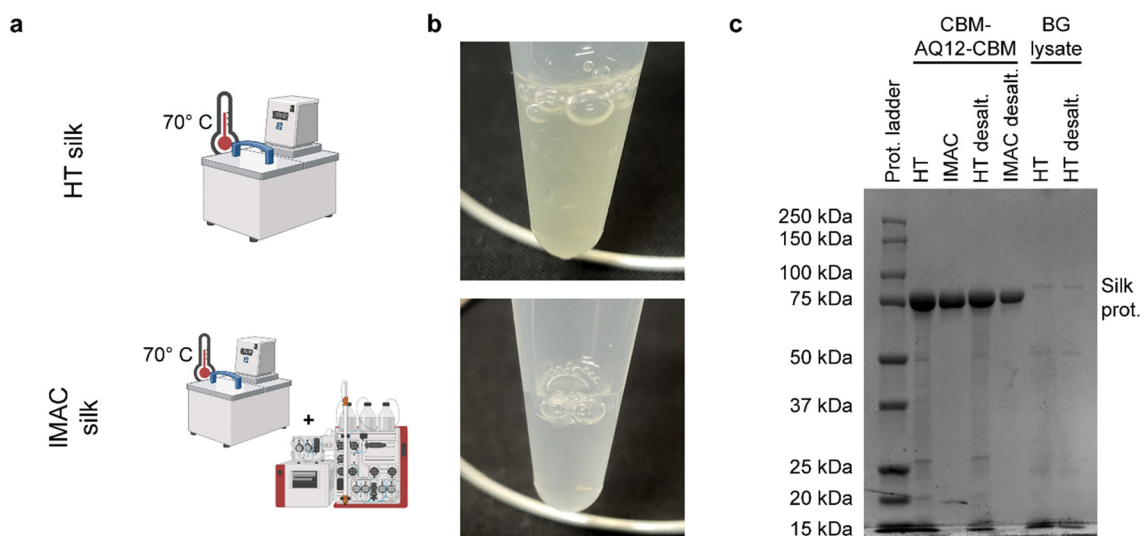 a
HT silk
70° C
IMAC
silk
70° C
+
b
c
CBM-
AQ12-CBM
BG
lysate
Prot. ladder
HT
IMAC
HT desalt.
IMAC desalt.
HT
HT desalt.
250 kDa
150 kDa
100 kDa
75 kDa
50 kDa
37 kDa
25 kDa
20 kDa
15 kDa
Silk
prot.